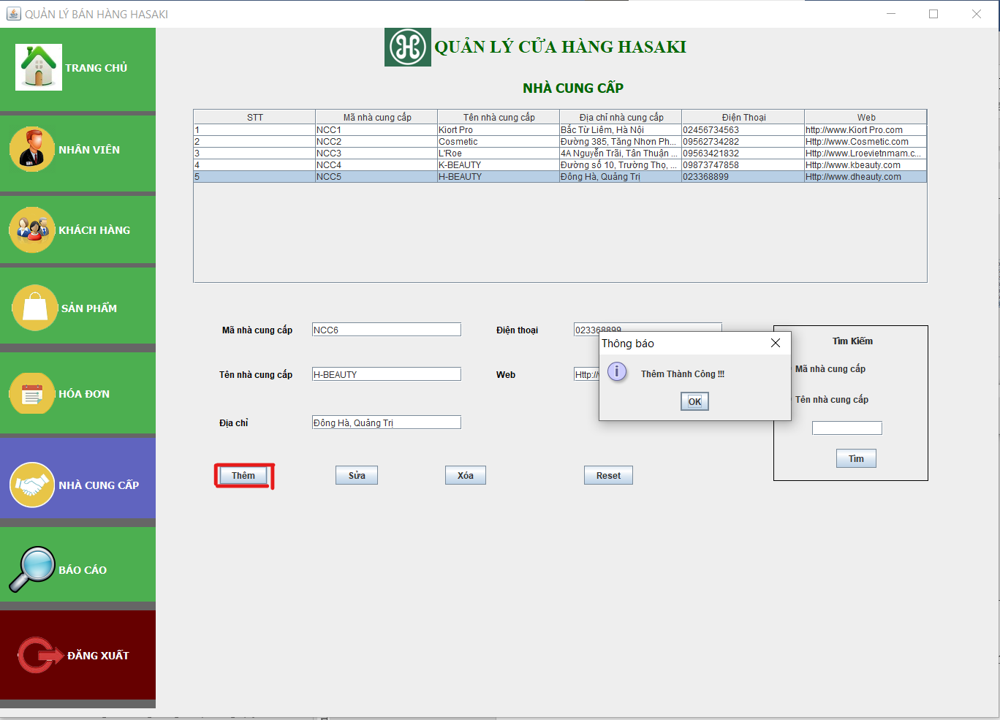 QUẢN LÝ BÁN HÀNG HASAKI
QUẢN LÝ CỬA HÀNG HASAKI
TRANG CHỦ
NHÂN VIÊN
KHÁCH HÀNG
SẢN PHẨM
HÓA ĐƠN
NHÀ CUNG CẤP
BÁO CÁO
ĐĂNG XUẤT
NHÀ CUNG CẤP
STT Mã nhà cung cấp Tên nhà cung cấp Địa chỉ nhà cung cấp Điện Thoại Web
1 NCC1 Kiort Pro Bắc Từ Liêm, Hà Nội 02456734563 http://www.Kiort Pro.com
2 NCC2 Cosmetic Đường 385, Tăng Nhơn Ph... 09562734282 Http://www.Cosmetic.com
3 NCC3 L'Roe 4A Nguyễn Trãi, Tân Thuận ... 09563421832 Http://www.Lroevietnmam.c...
4 NCC4 K-BEAUTY Đường số 10, Trường Thọ, ... 09873747858 Http://www.kbeauty.com
5 NCC5 H-BEAUTY Đông Hà, Quảng Trị 023368899 Http://www.dheauty.com
Mã nhà cung cấp NCC6 Điện thoại 023368899
Tên nhà cung cấp H-BEAUTY Web Http://
Địa chỉ Đông Hà, Quảng Trị
Thông báo
Thêm Thành Công !!!
OK
Tìm Kiếm
Mã nhà cung cấp
Tên nhà cung cấp
Tìm
Thêm Sửa Xóa Reset